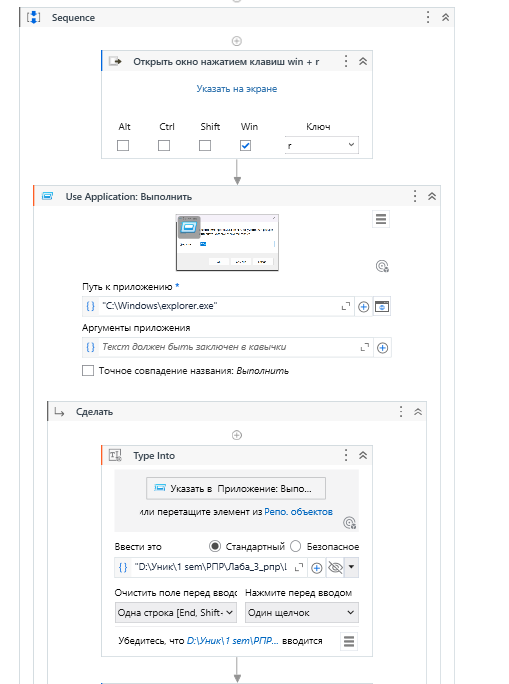 Sequence
Открыть окно нажатием клавиш win + r
Указать на экране
Alt Ctrl Shift Win Ключ
r
Use Application: Выполнить
Путь к приложению *
"C:\Windows\explorer.exe"
Аргументы приложения
Текст должен быть заключен в кавычки
Точное совпадение названия: Выполнить
Сделать
Type Into
Указать в Приложение: Выпо...
или перетащите элемент из Репо. объектов
Ввести это Стандартный Безопасное
"D:\Уник\1 sem\РПР\Лаба_3_рпр\
Очистить поле перед вводо Нажмите перед вводом
Одна строка [End, Shift- Один щелчок
Убедитесь, что D:\Уник\1 sem\РПР... вводится